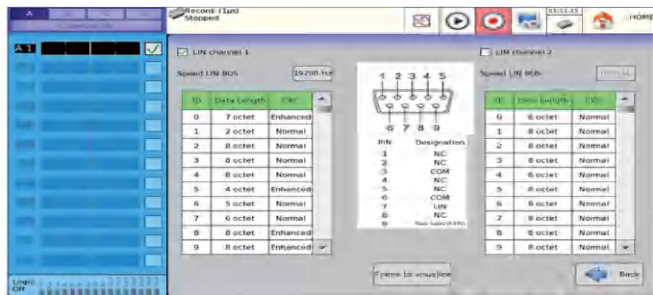 A
Record: (1μs)
Stopped
HOME
A 1
LIN channel 1
LIN channel 2
Speed LIN BUS
19200 Hz
Speed LIN BUS
1 2 3 4 5
6 7 8 9
ID Data Length CRC
0 7 octet Enhanced
1 2 octet Normal
2 8 octet Normal
3 8 octet Normal
4 8 octet Normal
5 4 octet Enhanced
6 5 octet Normal
7 6 octet Normal
8 8 octet Enhanced
9 8 octet Enhanced
PIN Designation
1 NC
2 NC
3 COM
4 NC
5 NC
6 COM
7 LIN
8 NC
9
ID Data Length CRC
0 8 octet Normal
1 8 octet Normal
2 8 octet Normal
3 8 octet Normal
4 8 octet Normal
5 8 octet Normal
6 8 octet Normal
7 8 octet Normal
8 8 octet Normal
9 8 octet Normal
Frame to visualize
Back
Logic
Off